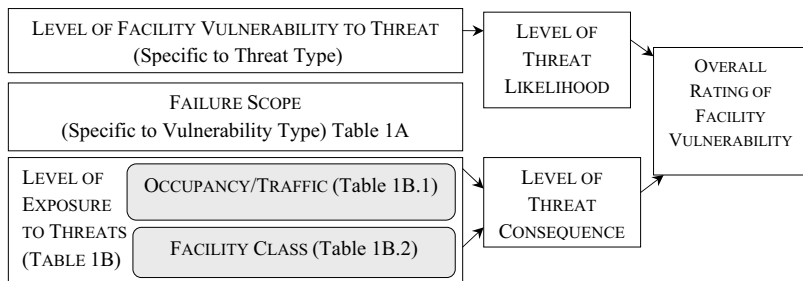 LEVEL OF FACILITY VULNERABILITY TO THREAT
(Specific to Threat Type)
FAILURE SCOPE
(Specific to Vulnerability Type) Table 1A
LEVEL OF
EXPOSURE
TO THREATS
(TABLE 1B)
OCCUPANCY/TRAFFIC (Table 1B.1)
FACILITY CLASS (Table 1B.2)
LEVEL OF
THREAT
LIKELIHOOD
LEVEL OF
THREAT
CONSEQUENCE
OVERALL
RATING OF
FACILITY
VULNERABILITY